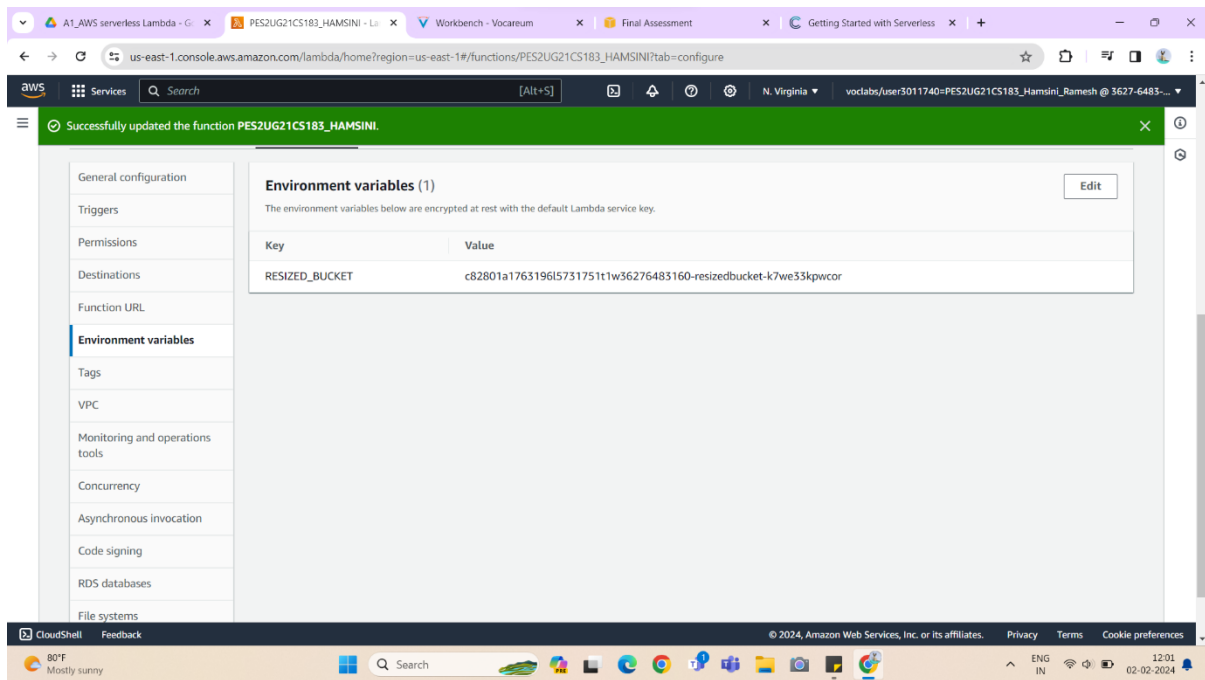 A1_AWS serverless Lambda - G
PES2UG21CS183_HAMSINI - La
Workbench - Vocareum
Final Assessment
Getting Started with Serverless
us-east-1.console.aws.amazon.com/lambda/home?region=us-east-1#/functions/PES2UG21CS183_HAMSINI?tab=configure
aws
Services
Search
[Alt+S]
N. Virginia
voclabs/user3011740=PES2UG21CS183_Hamsini_Ramesh @ 3627-6483-...
Successfully updated the function PES2UG21CS183_HAMSINI.
General configuration
Triggers
Permissions
Destinations
Function URL
Environment variables
Tags
VPC
Monitoring and operations
tools
Concurrency
Asynchronous invocation
Code signing
RDS databases
File systems
Environment variables (1)
Edit
The environment variables below are encrypted at rest with the default Lambda service key.
Key Value
RESIZED_BUCKET c82801a1763196l5731751t1w36276483160-resizedbucket-k7we33kpwcor
CloudShell Feedback
© 2024, Amazon Web Services, Inc. or its affiliates. Privacy Terms Cookie preferences
80°F
Mostly sunny
Search
PRE
ENG
IN
12:01
02-02-2024